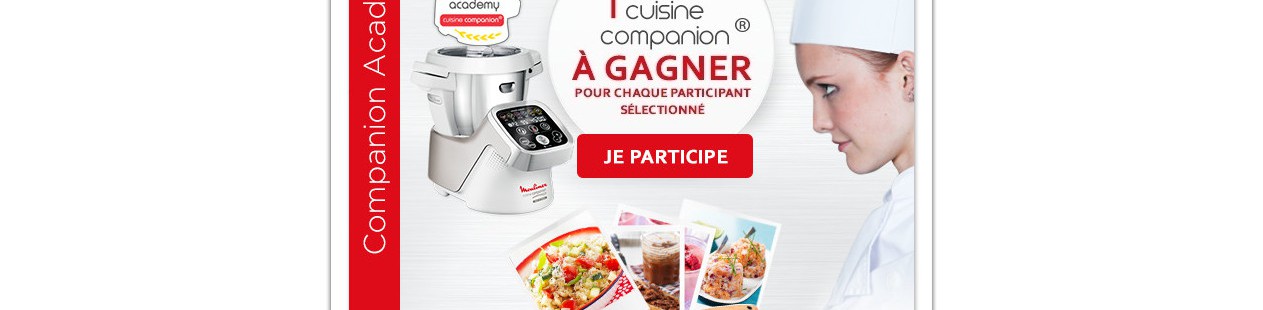 academy
cuisine companion®
1
cuisine
companion®
À GAGNER
POUR CHAQUE PARTICIPANT
SÉLECTIONNÉ
JE PARTICIPE
Moulinex
Companion Acad